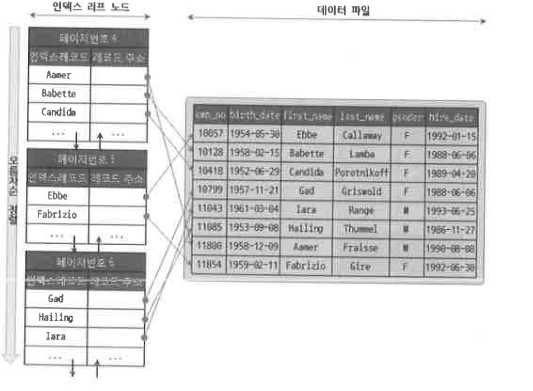 인덱스 리프 노드
데이터 파일
오름차순 정렬
페이지번호 4
인덱스레코드 레코드 주소
Aamer
Babette
Candida
... ...
페이지번호 5
인덱스레코드 레코드 주소
Ebbe
Fabrizio
... ...
페이지번호 6
인덱스레코드 레코드 주소
Gad
Hailing
Iara
... ...
emp_no birth_date first_name last_name gender hire_date
10057 1954-05-30 Ebbe Callaway F 1992-01-15
10128 1958-02-15 Babette Lamba F 1988-06-06
10418 1952-06-29 Candida Porotnikoff F 1989-04-20
10799 1957-11-21 Gad Griswold F 1988-06-06
11043 1961-03-04 Iara Range M 1993-06-25
11085 1953-09-08 Hailing Thummel M 1986-11-27
11800 1958-12-09 Aamer Fraisse M 1990-08-08
11854 1959-02-11 Fabrizio Gire F 1992-06-30